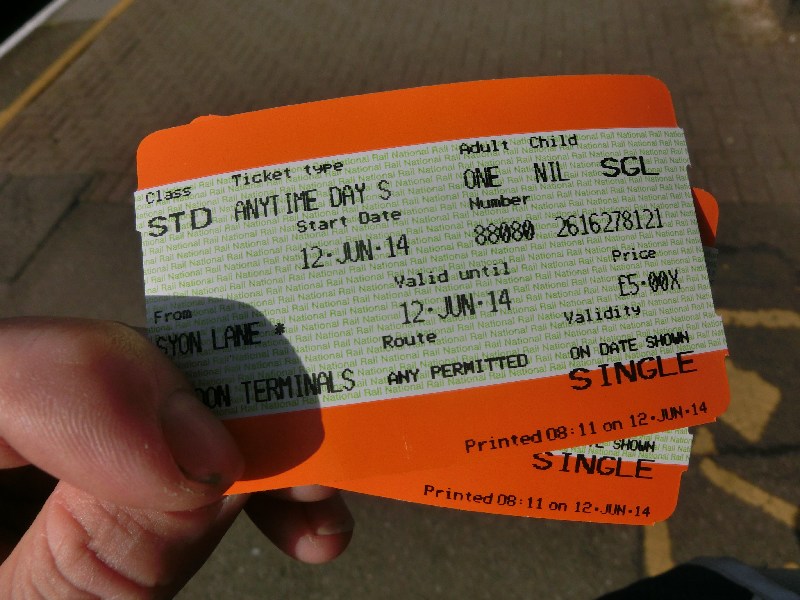 Class Ticket type Adult Child
STD ANYTIME DAY S ONE NIL SGL
Start Date Number
12·JUN·14 88080 2616278121
Valid until Price
From 12·JUN·14 £5·00X
SYON LANE * Route Validity
DON TERMINALS ANY PERMITTED ON DATE SHOWN
SINGLE
Printed 08:11 on 12·JUN·14
SHOWN
SINGLE
Printed 08:11 on 12·JUN·14